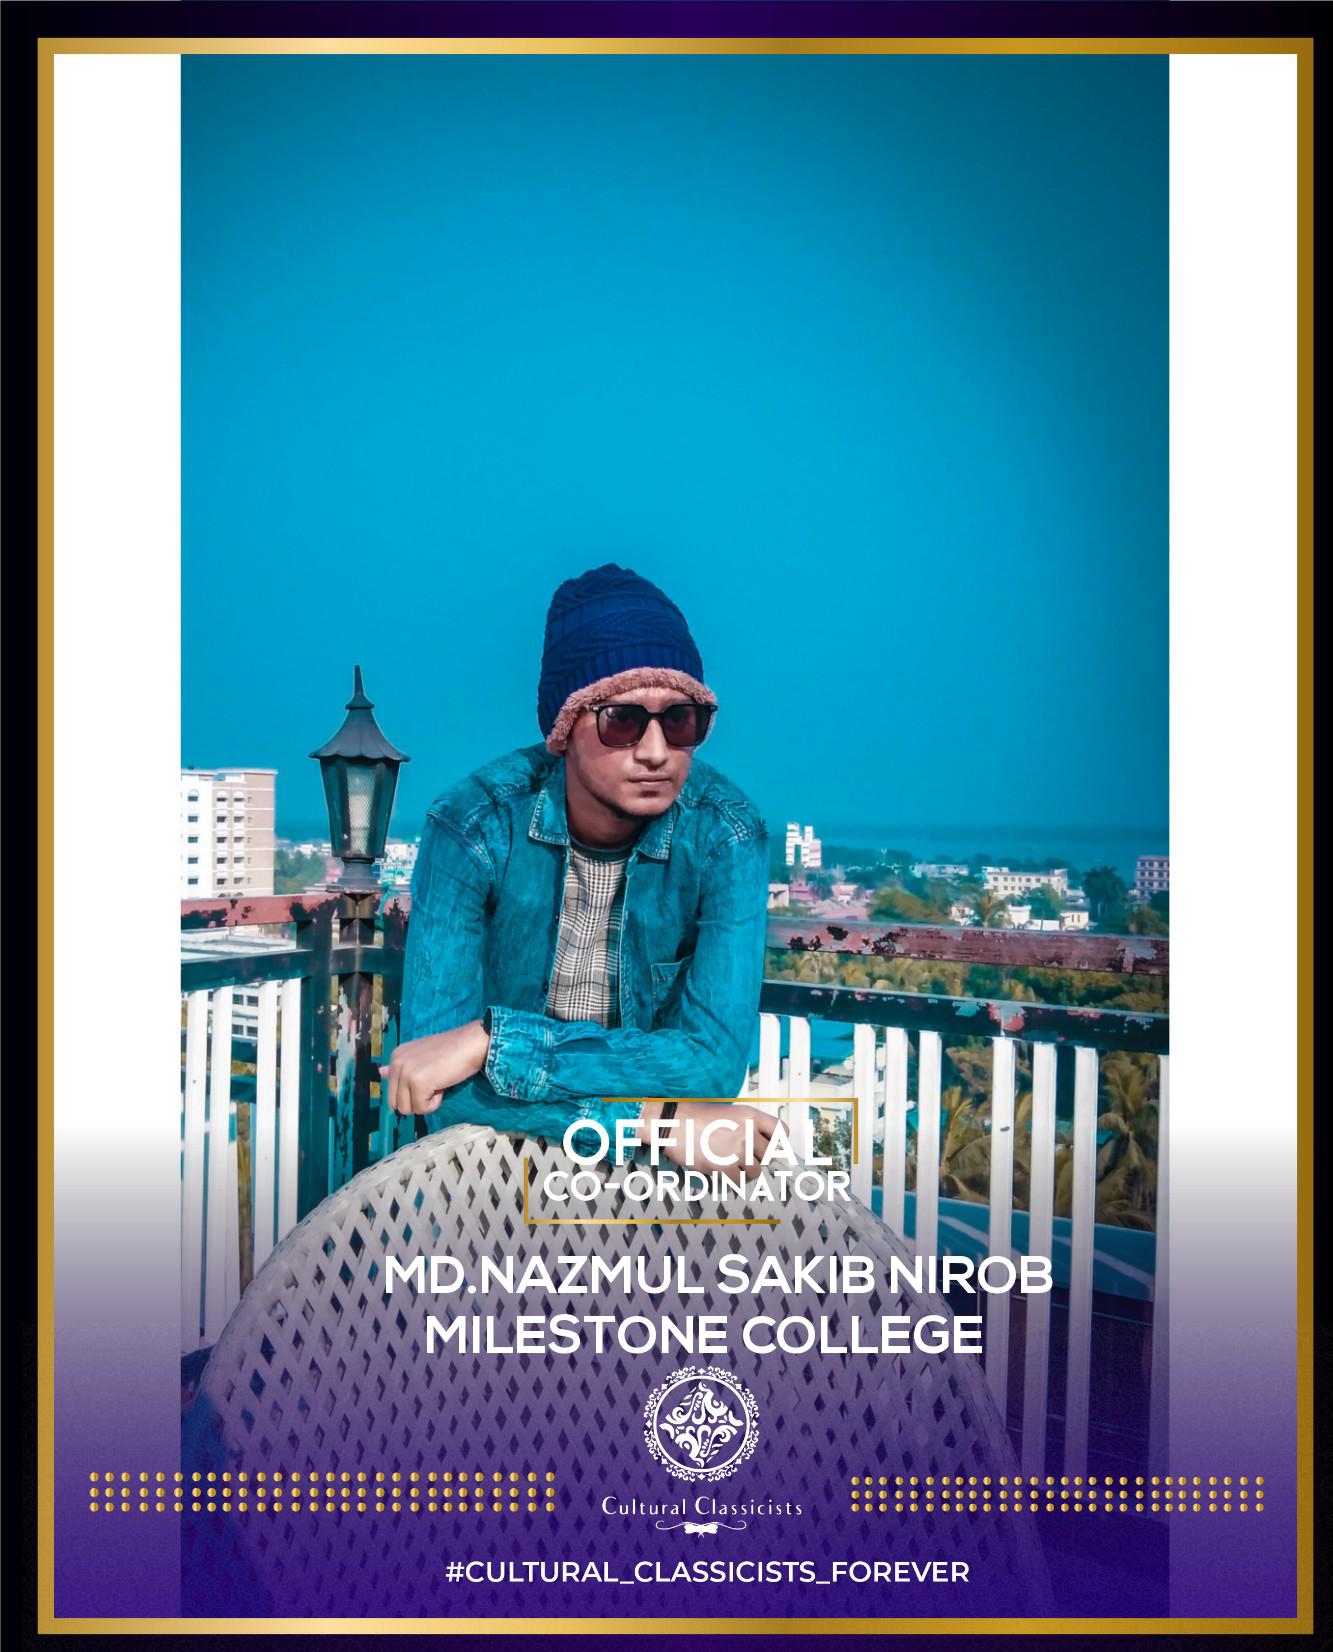 OFFICIAL
CO-ORDINATOR
MD.NAZMUL SAKIB NIROB
MILESTONE COLLEGE
Cultural Classicists
#CULTURAL_CLASSICISTS_FOREVER